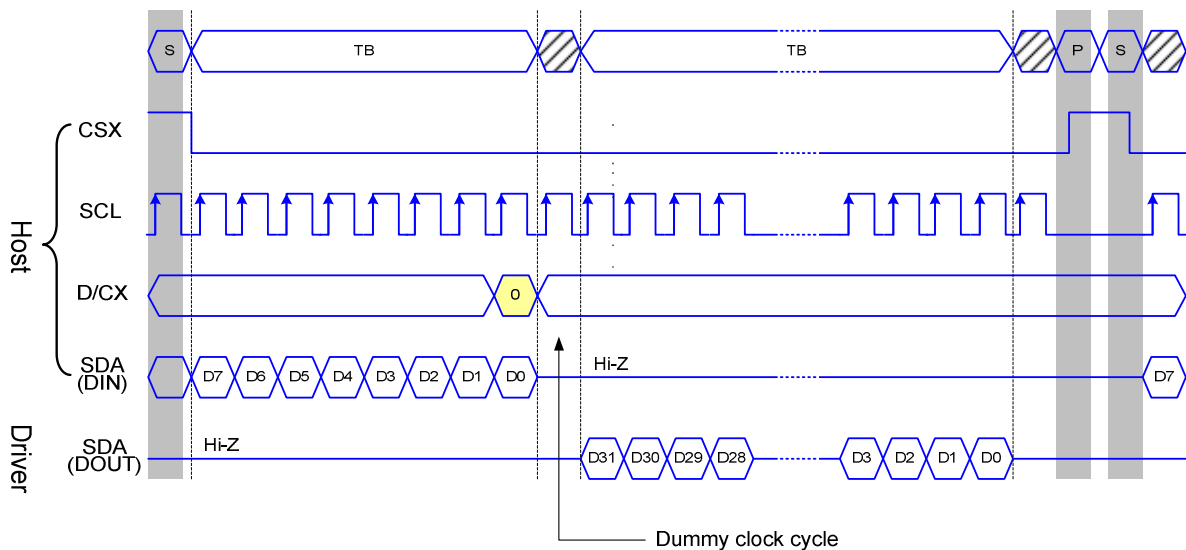 S TB TB P S
CSX
SCL
D/CX 0
SDA
(DIN) D7 D6 D5 D4 D3 D2 D1 D0 Hi-Z D7
SDA
(DOUT) Hi-Z D31 D30 D29 D28 D3 D2 D1 D0
Host
Driver
Dummy clock cycle